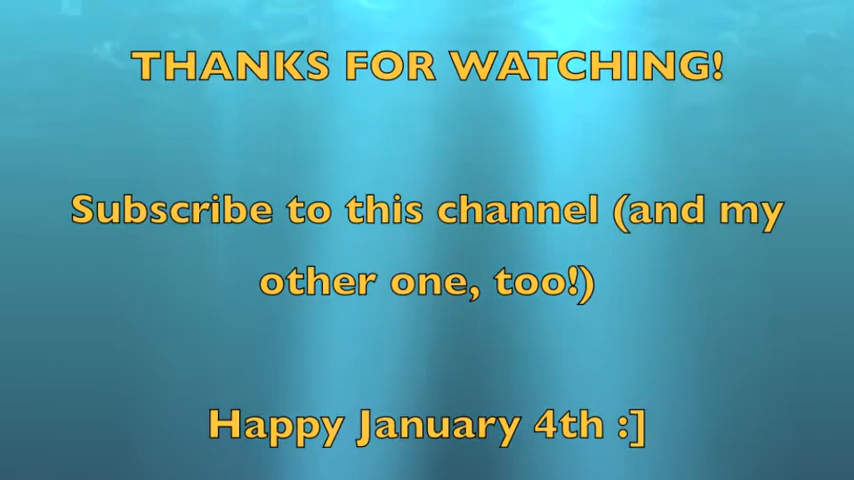 THANKS FOR WATCHING!
Subscribe to this channel (and my
other one, too!)
Happy January 4th :]